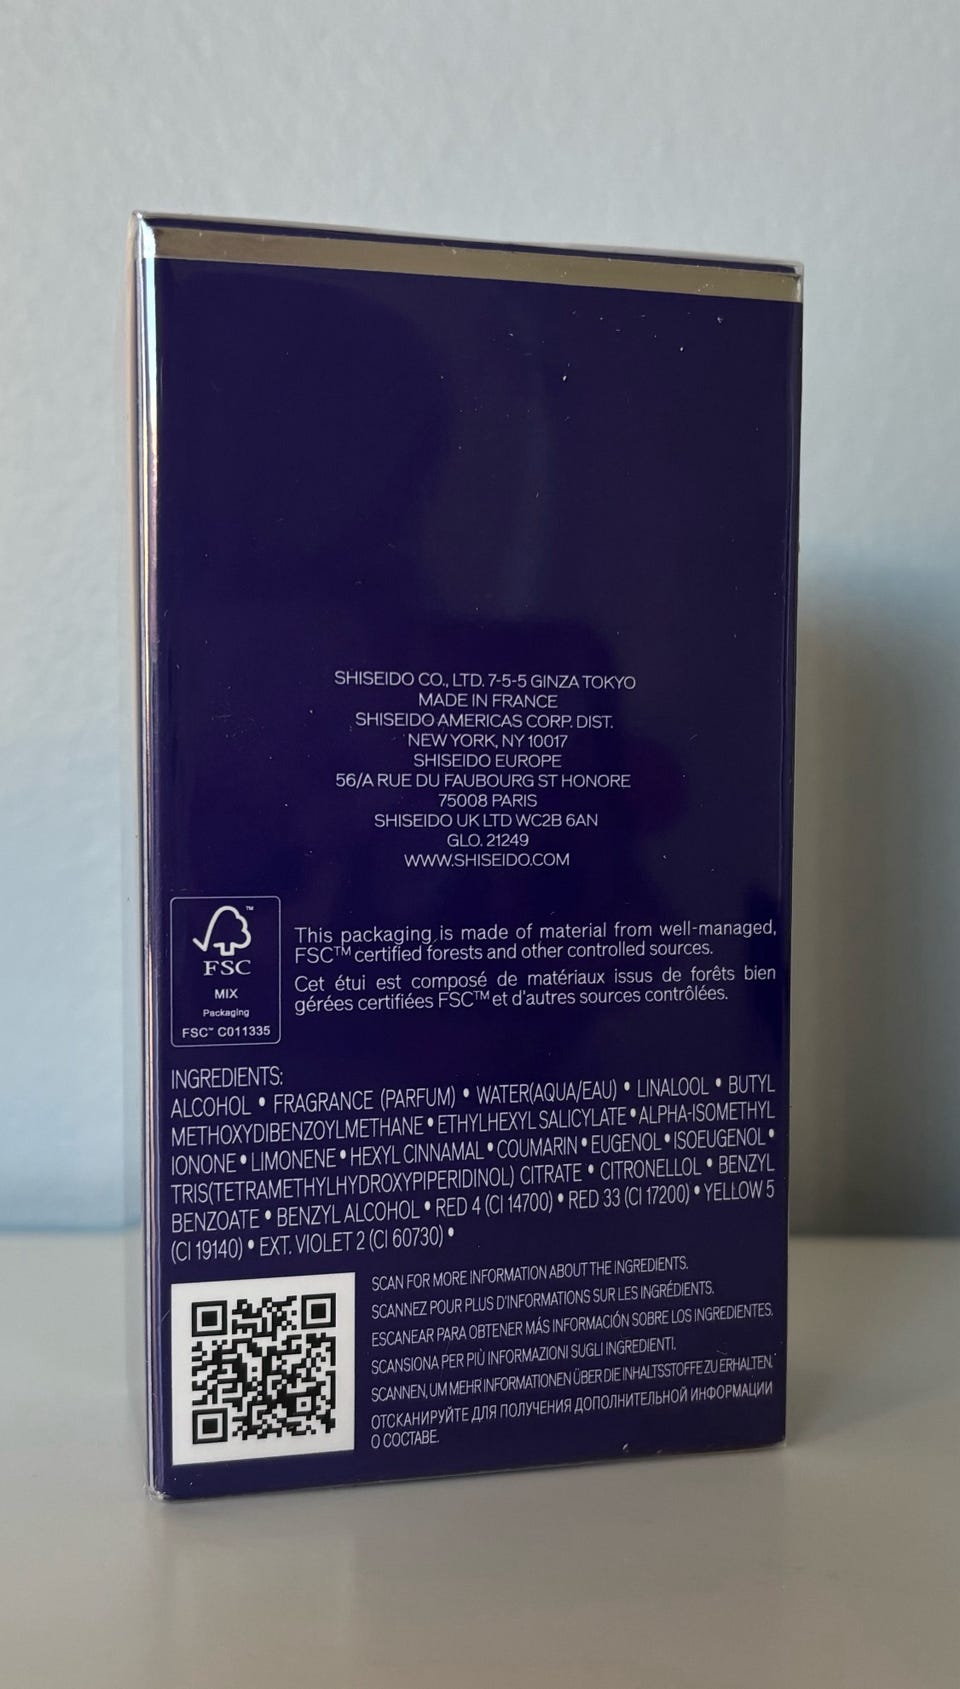 SHISEIDO CO., LTD. 7-5-5 GINZA TOKYO
MADE IN FRANCE
SHISEIDO AMERICAS CORP. DIST.
NEW YORK, NY 10017
SHISEIDO EUROPE
56/A RUE DU FAUBOURG ST HONORE
75008 PARIS
SHISEIDO UK LTD WC2B 6AN
GLO. 21249
WWW.SHISEIDO.COM
™
FSC
MIX
Packaging
FSC™ C011335
This packaging is made of material from well-managed,
FSC™ certified forests and other controlled sources.
Cet étui est composé de matériaux issus de forêts bien
gérées certifiées FSC™ et d'autres sources contrôlées.
INGREDIENTS:
ALCOHOL • FRAGRANCE (PARFUM) • WATER(AQUA/EAU) • LINALOOL • BUTYL
METHOXYDIBENZOYLMETHANE • ETHYLHEXYL SALICYLATE • ALPHA-ISOMETHYL
IONONE • LIMONENE • HEXYL CINNAMAL • COUMARIN • EUGENOL • ISOEUGENOL •
TRIS(TETRAMETHYLHYDROXYPIPERIDINOL) CITRATE • CITRONELLOL • BENZYL
BENZOATE • BENZYL ALCOHOL • RED 4 (CI 14700) • RED 33 (CI 17200) • YELLOW 5
(CI 19140) • EXT. VIOLET 2 (CI 60730) •
SCAN FOR MORE INFORMATION ABOUT THE INGREDIENTS.
SCANNEZ POUR PLUS D'INFORMATIONS SUR LES INGRÉDIENTS.
ESCANEAR PARA OBTENER MÁS INFORMACIÓN SOBRE LOS INGREDIENTES.
SCANSIONA PER PIÙ INFORMAZIONI SUGLI INGREDIENTI.
SCANNEN, UM MEHR INFORMATIONEN ÜBER DIE INHALTSSTOFFE ZU ERHALTEN.
ОТСКАНИРУЙТЕ ДЛЯ ПОЛУЧЕНИЯ ДОПОЛНИТЕЛЬНОЙ ИНФОРМАЦИИ
О СОСТАВЕ.